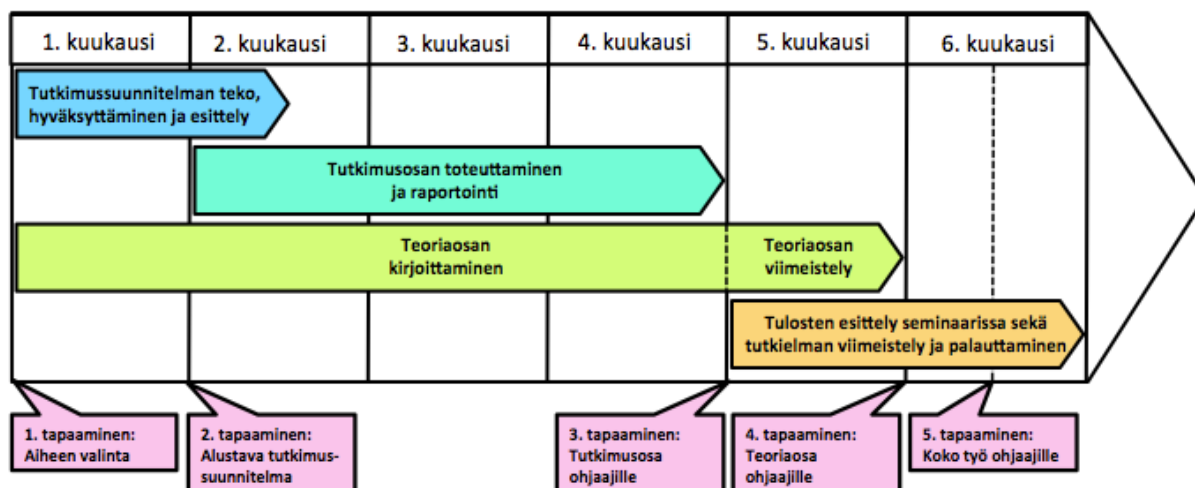 1. kuukausi
2. kuukausi
3. kuukausi
4. kuukausi
5. kuukausi
6. kuukausi
Tutkimussuunnitelman teko,
hyväksyttäminen ja esittely
Tutkimusosan toteuttaminen
ja raportointi
Teoriaosan
kirjoittaminen
Teoriaosan
viimeistely
Tulosten esittely seminaarissa sekä
tutkielman viimeistely ja palauttaminen
1. tapaaminen:
Aiheen valinta
2. tapaaminen:
Alustava tutkimus-
suunnitelma
3. tapaaminen:
Tutkimusosa
ohjaajille
4. tapaaminen:
Teoriaosa
ohjaajille
5. tapaaminen:
Koko työ ohjaajille